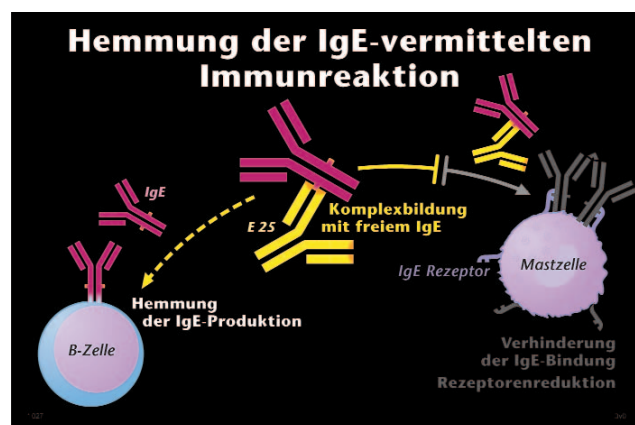 Hemmung der IgE-vermittelten
Immunreaktion
IgE
E 25
Komplexbildung
mit freiem IgE
IgE Rezeptor
Mastzelle
Hemmung
der IgE-Produktion
B-Zelle
Verhinderung
der IgE-Bindung
Rezeptorenreduktion